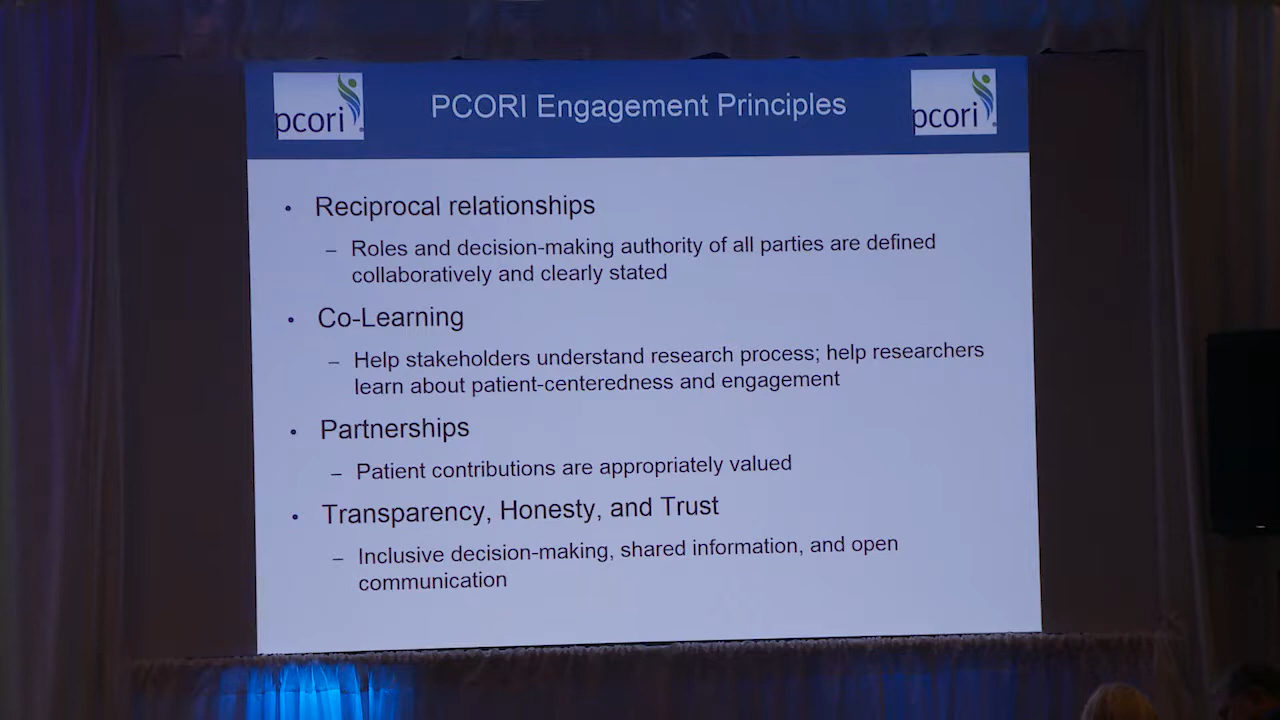 pcori
PCORI Engagement Principles
pcori
• Reciprocal relationships
– Roles and decision-making authority of all parties are defined
collaboratively and clearly stated
• Co-Learning
– Help stakeholders understand research process; help researchers
learn about patient-centeredness and engagement
• Partnerships
– Patient contributions are appropriately valued
• Transparency, Honesty, and Trust
– Inclusive decision-making, shared information, and open
communication